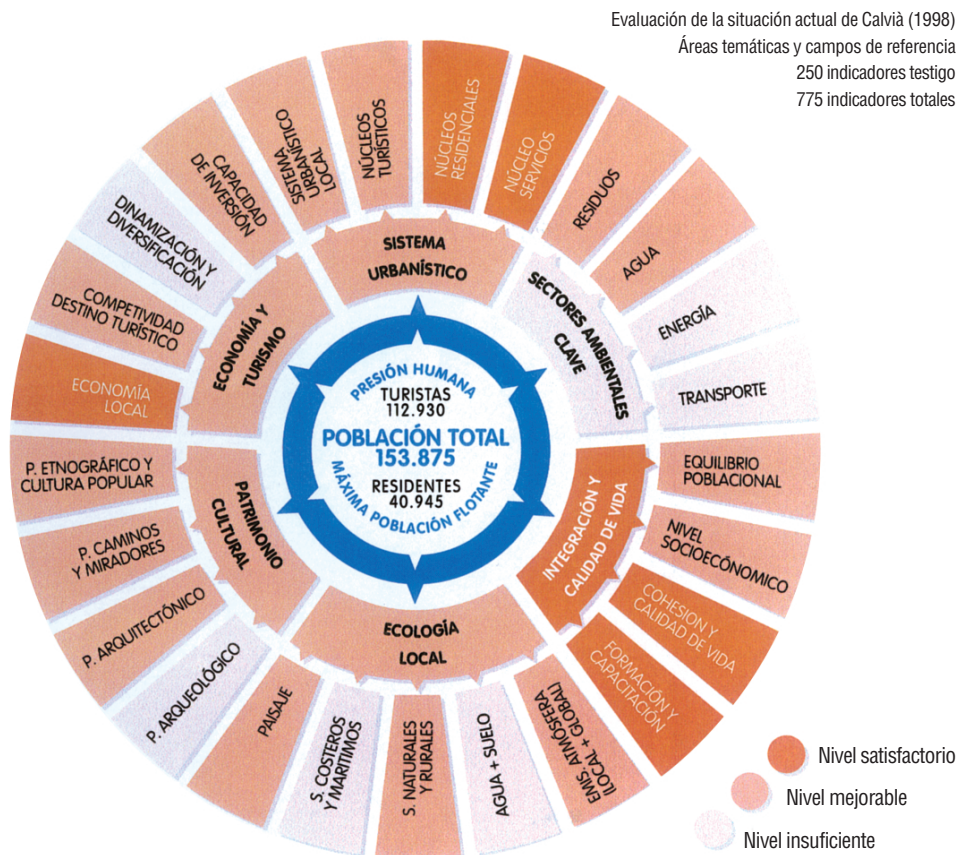 Evaluación de la situación actual de Calvià (1998)
Áreas temáticas y campos de referencia
250 indicadores testigo
775 indicadores totales
SISTEMA
URBANÍSTICO
SISTEMA
URBANÍSTICO
LOCAL
NÚCLEOS
TURÍSTICOS
NÚCLEOS
RESIDENCIALES
NÚCLEO
SERVICIOS
SECTORES AMBIENTALES
CLAVE
RESIDUOS
AGUA
ENERGÍA
TRANSPORTE
INTEGRACIÓN Y
CALIDAD DE VIDA
EQUILIBRIO
POBLACIONAL
NIVEL
SOCIOECÓNOMICO
COHESION Y
CALIDAD DE VIDA
FORMACIÓN Y
CAPACITACIÓN
ECOLOGÍA
LOCAL
EMIS. ATMÓSFERA
(LOCAL + GLOBAL)
AGUA + SUELO
S. NATURALES
Y RURALES
S. COSTEROS
Y MARITIMOS
PAISAJE
PATRIMONIO
CULTURAL
P. ARQUEOLÓGICO
P. ARQUITECTÓNICO
P. CAMINOS
Y MIRADORES
P. ETNOGRÁFICO Y
CULTURA POPULAR
ECONOMÍA Y
TURISMO
ECONOMÍA
LOCAL
COMPETIVIDAD
DESTINO TURÍSTICO
DINAMIZACIÓN Y
DIVERSIFICACIÓN
CAPACIDAD
DE INVERSIÓN
PRESIÓN HUMANA
TURISTAS
112.930
POBLACIÓN TOTAL
153.875
RESIDENTES
40.945
MÁXIMA POBLACIÓN FLOTANTE
Nivel satisfactorio
Nivel mejorable
Nivel insuficiente